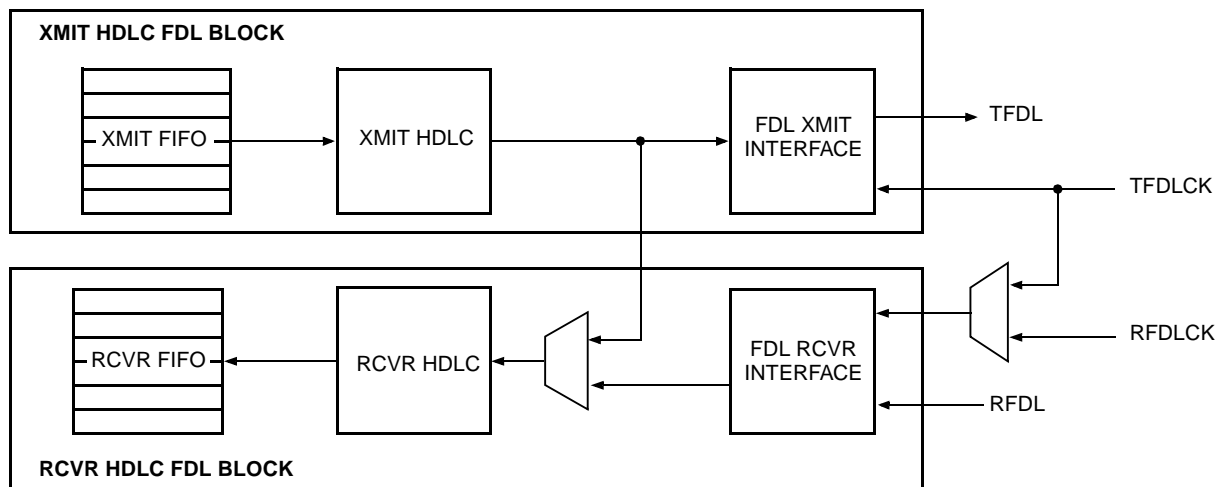 XMIT HDLC FDL BLOCK
XMIT FIFO
XMIT HDLC
FDL XMIT
INTERFACE
TFDL
TFDLCK
RCVR FIFO
RCVR HDLC
FDL RCVR
INTERFACE
RFDLCK
RFDL
RCVR HDLC FDL BLOCK